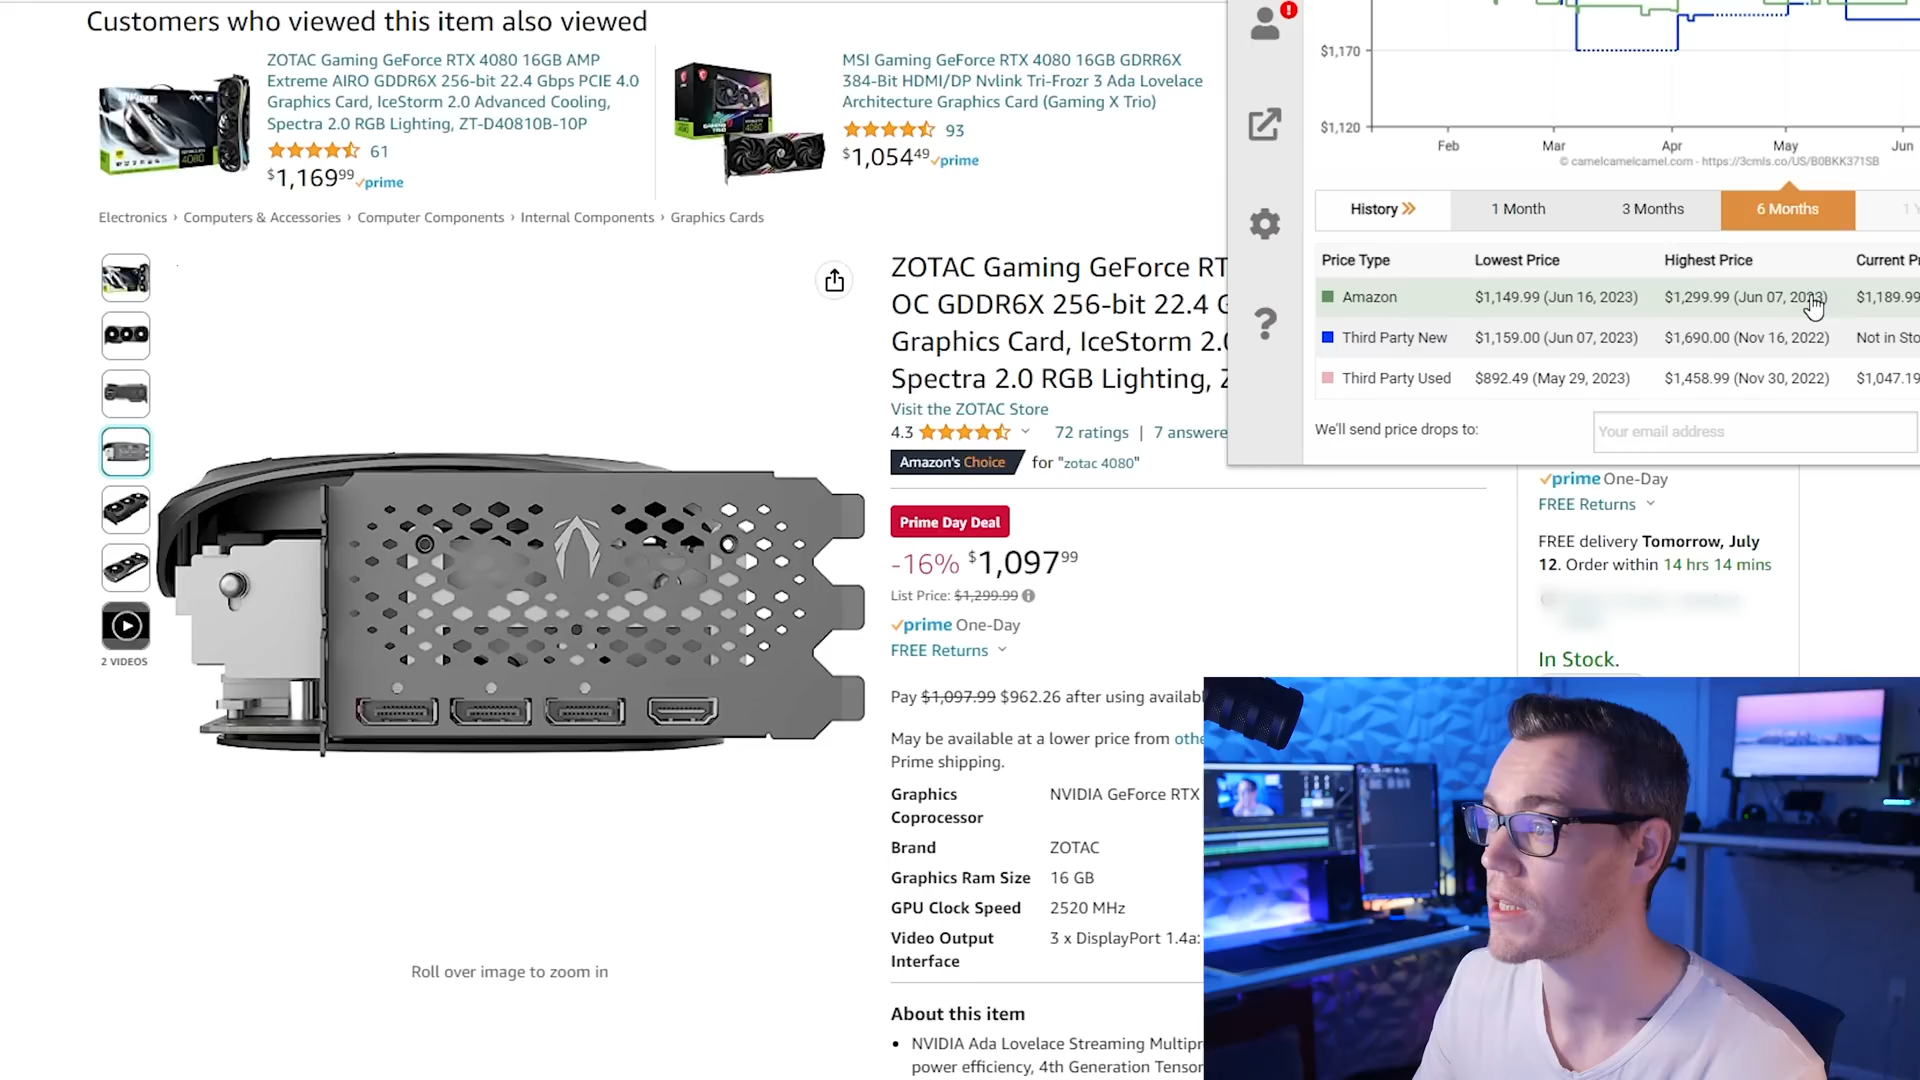 Customers who viewed this item also viewed
ZOTAC Gaming GeForce RTX 4080 16GB AMP
Extreme AIRO GDDR6X 256-bit 22.4 Gbps PCIE 4.0
Graphics Card, IceStorm 2.0 Advanced Cooling,
Spectra 2.0 RGB Lighting, ZT-D40810B-10P
61
$1,16999 prime
MSI Gaming GeForce RTX 4080 16GB GDRR6X
384-Bit HDMI/DP Nvlink Tri-Frozr 3 Ada Lovelace
Architecture Graphics Card (Gaming X Trio)
93
$1,05449 prime
Electronics › Computers & Accessories › Computer Components › Internal Components › Graphics Cards
2 VIDEOS
Roll over image to zoom in
ZOTAC Gaming GeForce RT
OC GDDR6X 256-bit 22.4 G
Graphics Card, IceStorm 2.0
Spectra 2.0 RGB Lighting, Z
Visit the ZOTAC Store
4.3 72 ratings | 7 answere
Amazon's Choice for "zotac 4080"
Prime Day Deal
-16% $1,09799
List Price: $1,299.99
prime One-Day
FREE Returns
Pay $1,097.99 $962.26 after using availabl
May be available at a lower price from othe
Prime shipping.
Graphics Coprocessor NVIDIA GeForce RTX
Brand ZOTAC
Graphics Ram Size 16 GB
GPU Clock Speed 2520 MHz
Video Output Interface 3 x DisplayPort 1.4a:
About this item
• NVIDIA Ada Lovelace Streaming Multipr
power efficiency, 4th Generation Tensor
$1,170
$1,120
Feb Mar Apr May Jun
© camelcamelcamel.com - https://3cmls.co/US/B0BKK371SB
History 1 Month 3 Months 6 Months 1 Y
Price Type Lowest Price Highest Price Current Pr
Amazon $1,149.99 (Jun 16, 2023) $1,299.99 (Jun 07, 2023) $1,189.99
Third Party New $1,159.00 (Jun 07, 2023) $1,690.00 (Nov 16, 2022) Not in Sto
Third Party Used $892.49 (May 29, 2023) $1,458.99 (Nov 30, 2022) $1,047.19
We'll send price drops to: Your email address
prime One-Day
FREE Returns
FREE delivery Tomorrow, July
12. Order within 14 hrs 14 mins
In Stock.